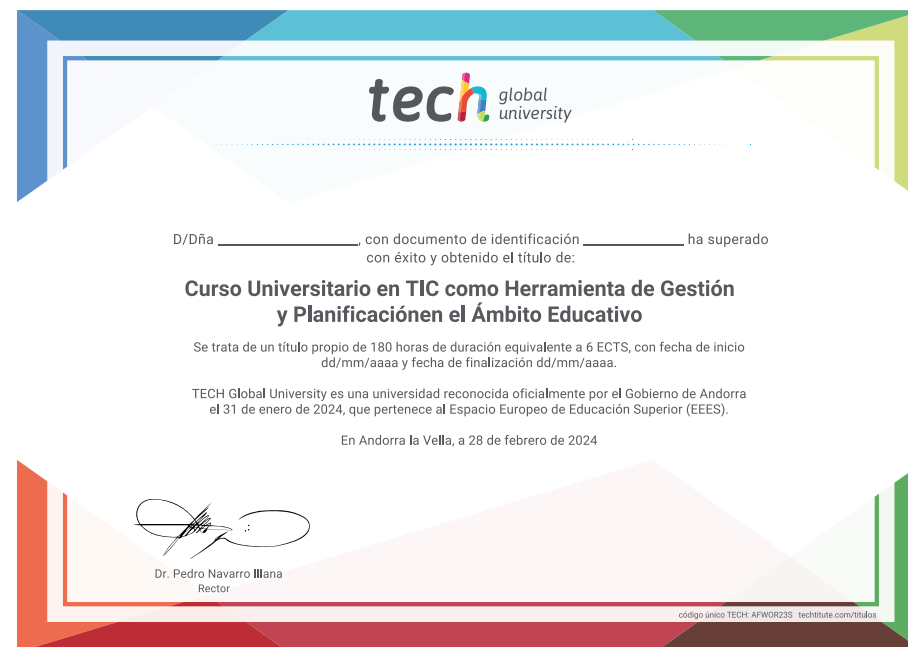 tech global
university
D/Dña ____________________, con documento de identificación ______________ ha superado
con éxito y obtenido el título de:
Curso Universitario en TIC como Herramienta de Gestión
y Planificaciónen el Ámbito Educativo
Se trata de un título propio de 180 horas de duración equivalente a 6 ECTS, con fecha de inicio
dd/mm/aaaa y fecha de finalización dd/mm/aaaa.
TECH Global University es una universidad reconocida oficialmente por el Gobierno de Andorra
el 31 de enero de 2024, que pertenece al Espacio Europeo de Educación Superior (EEES).
En Andorra la Vella, a 28 de febrero de 2024
Dr. Pedro Navarro Illana
Rector
código único TECH: AFWOR23S techtitute.com/titulos